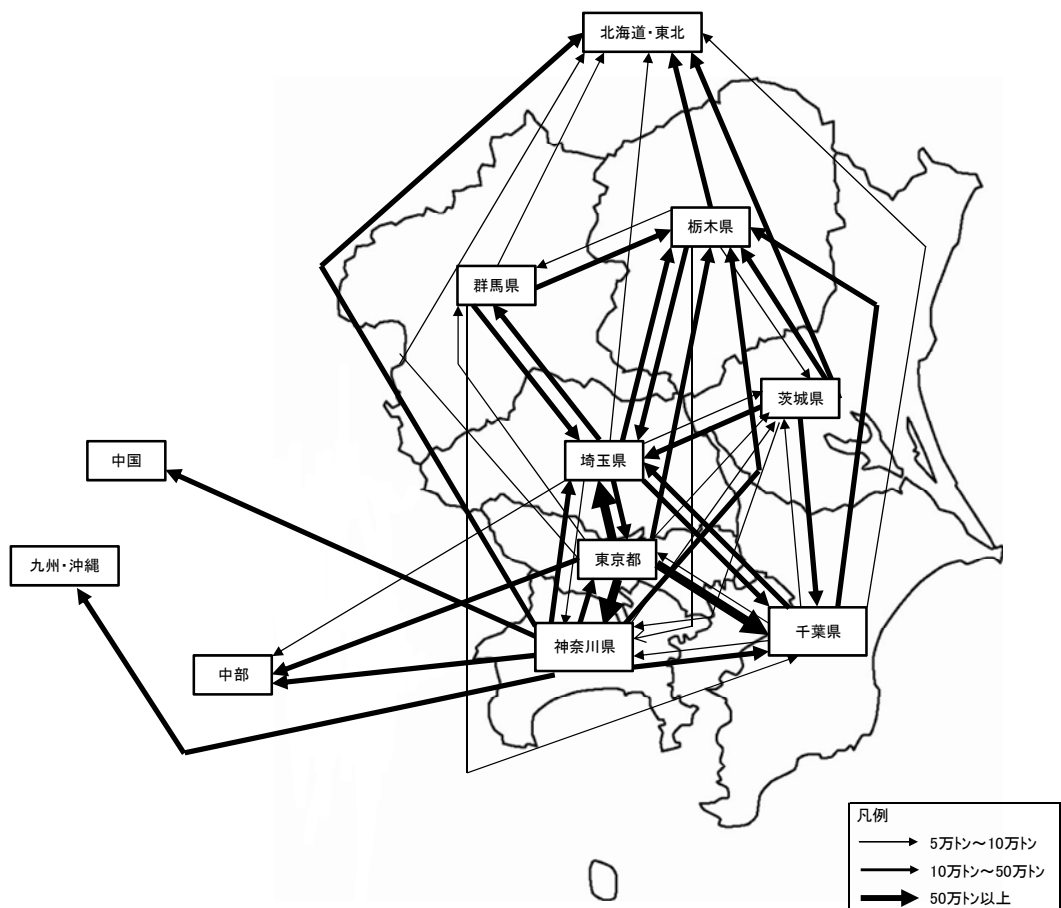 北海道・東北
栃木県
群馬県
茨城県
中国
埼玉県
九州・沖縄
東京都
千葉県
神奈川県
中部
凡例
5万トン～10万トン
10万トン～50万トン
50万トン以上